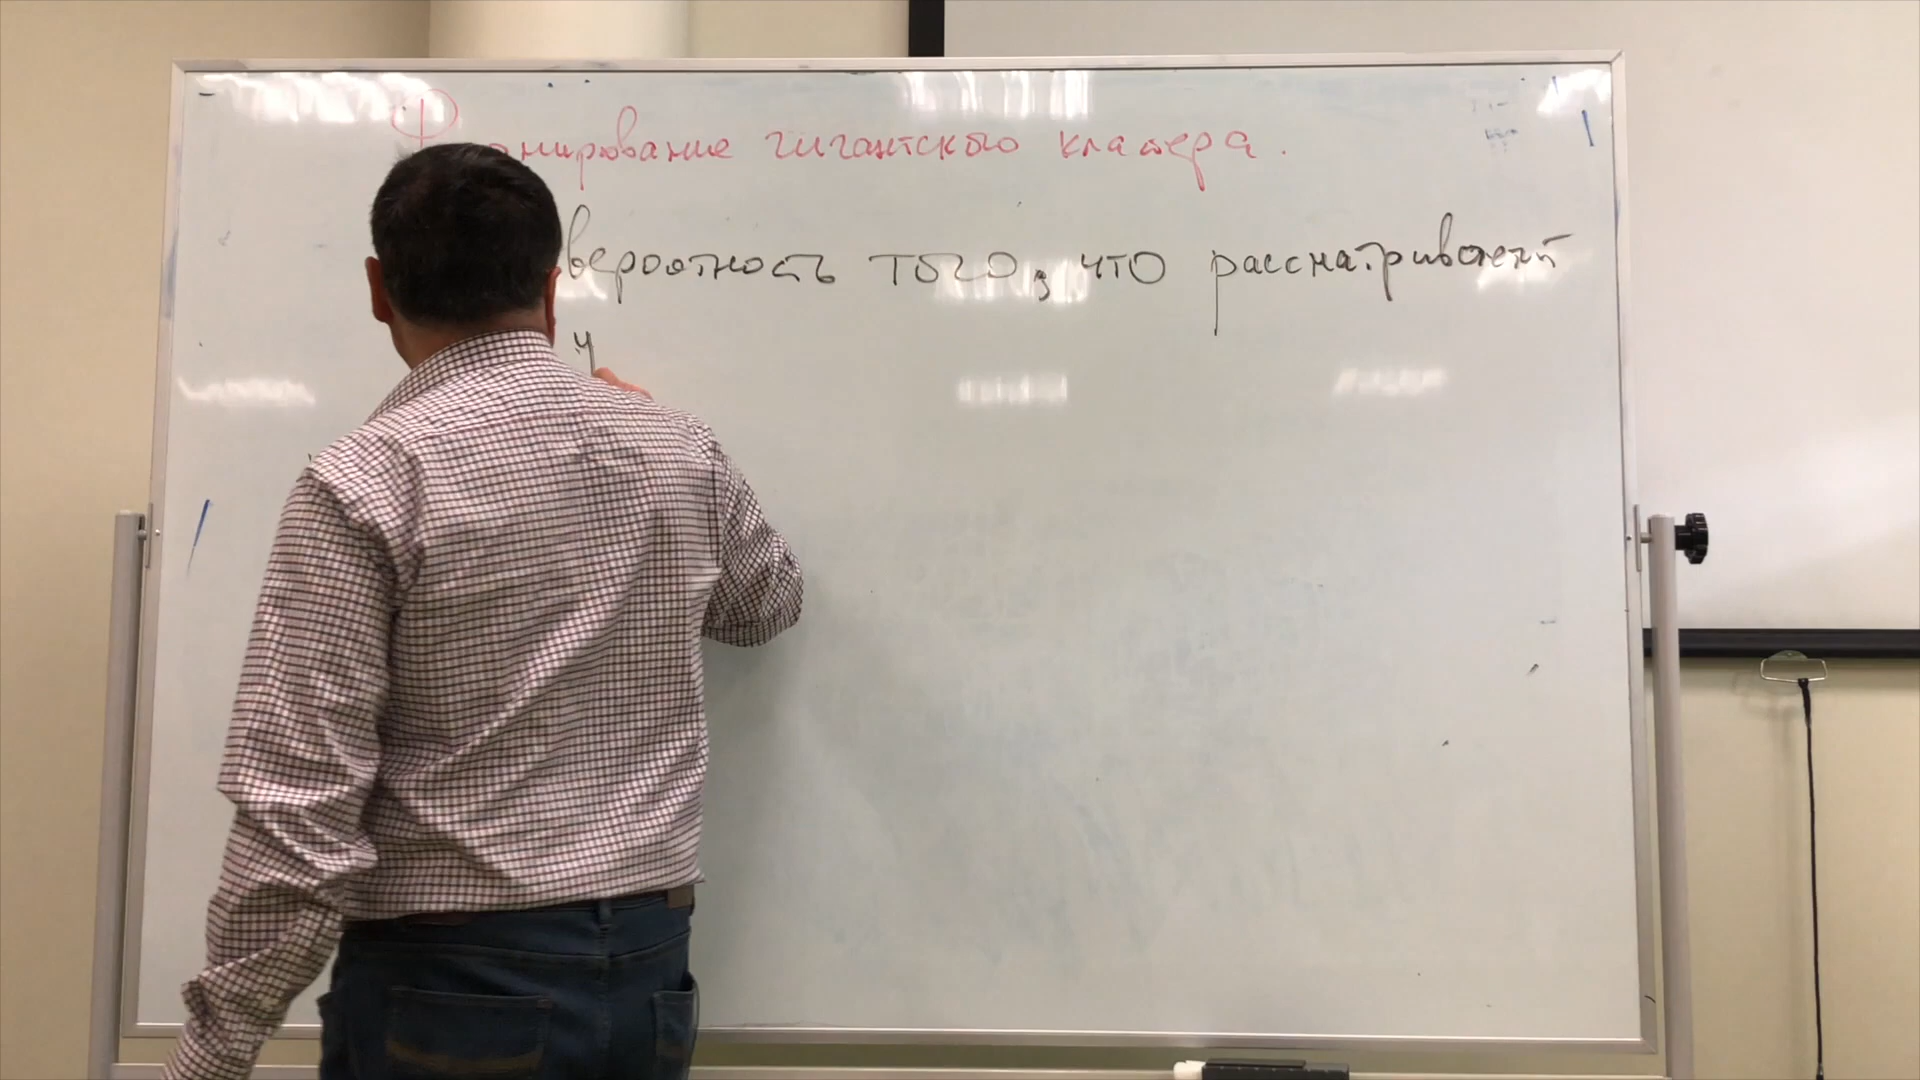 Формирование гигантского кластера.
вероятность того, что рассматриваемый